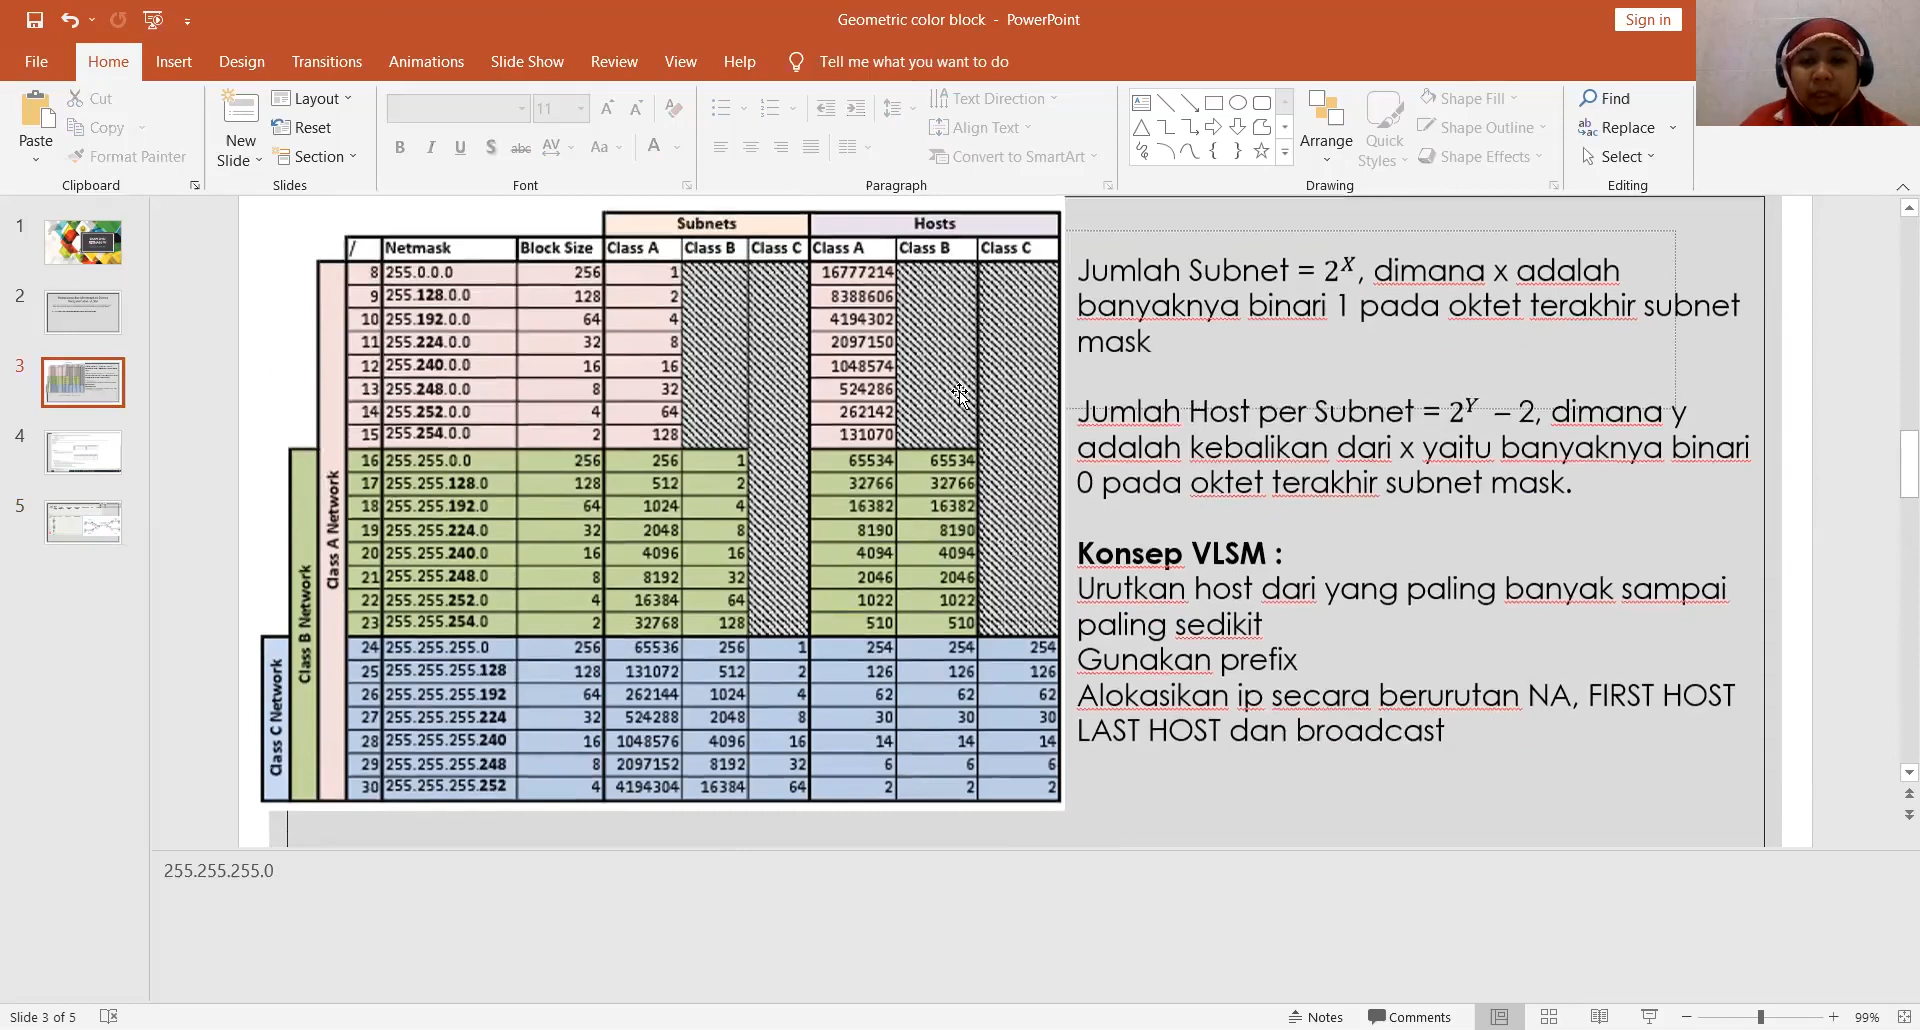 Geometric color block - PowerPoint
Sign in
File Home Insert Design Transitions Animations Slide Show Review View Help Tell me what you want to do
Paste
Cut
Copy
Format Painter
Clipboard
New
Slide
Layout
Reset
Section
Slides
11
B I U S abc AV Aa A
Font
Text Direction
Align Text
Convert to SmartArt
Paragraph
Arrange
Quick
Styles
Shape Fill
Shape Outline
Shape Effects
Drawing
Find
Replace
Select
Editing
1
2
3
4
5
Subnets Hosts
/ Netmask Block Size Class A Class B Class C Class A Class B Class C
8 255.0.0.0 256 1 16777214
9 255.128.0.0 128 2 8388606
10 255.192.0.0 64 4 4194302
11 255.224.0.0 32 8 2097150
12 255.240.0.0 16 16 1048574
13 255.248.0.0 8 32 524286
14 255.252.0.0 4 64 262142
15 255.254.0.0 2 128 131070
16 255.255.0.0 256 256 1 65534 65534
17 255.255.128.0 128 512 2 32766 32766
18 255.255.192.0 64 1024 4 16382 16382
19 255.255.224.0 32 2048 8 8190 8190
20 255.255.240.0 16 4096 16 4094 4094
21 255.255.248.0 8 8192 32 2046 2046
22 255.255.252.0 4 16384 64 1022 1022
23 255.255.254.0 2 32768 128 510 510
24 255.255.255.0 256 65536 256 1 254 254 254
25 255.255.255.128 128 131072 512 2 126 126 126
26 255.255.255.192 64 262144 1024 4 62 62 62
27 255.255.255.224 32 524288 2048 8 30 30 30
28 255.255.255.240 16 1048576 4096 16 14 14 14
29 255.255.255.248 8 2097152 8192 32 6 6 6
30 255.255.255.252 4 4194304 16384 64 2 2 2
Class A Network
Class B Network
Class C Network
Jumlah Subnet = 2^X, dimana x adalah
banyaknya binari 1 pada oktet terakhir subnet
mask
Jumlah Host per Subnet = 2^Y – 2, dimana y
adalah kebalikan dari x yaitu banyaknya binari
0 pada oktet terakhir subnet mask.
Konsep VLSM :
Urutkan host dari yang paling banyak sampai
paling sedikit
Gunakan prefix
Alokasikan ip secara berurutan NA, FIRST HOST
LAST HOST dan broadcast
255.255.255.0
Slide 3 of 5
Notes Comments 99%